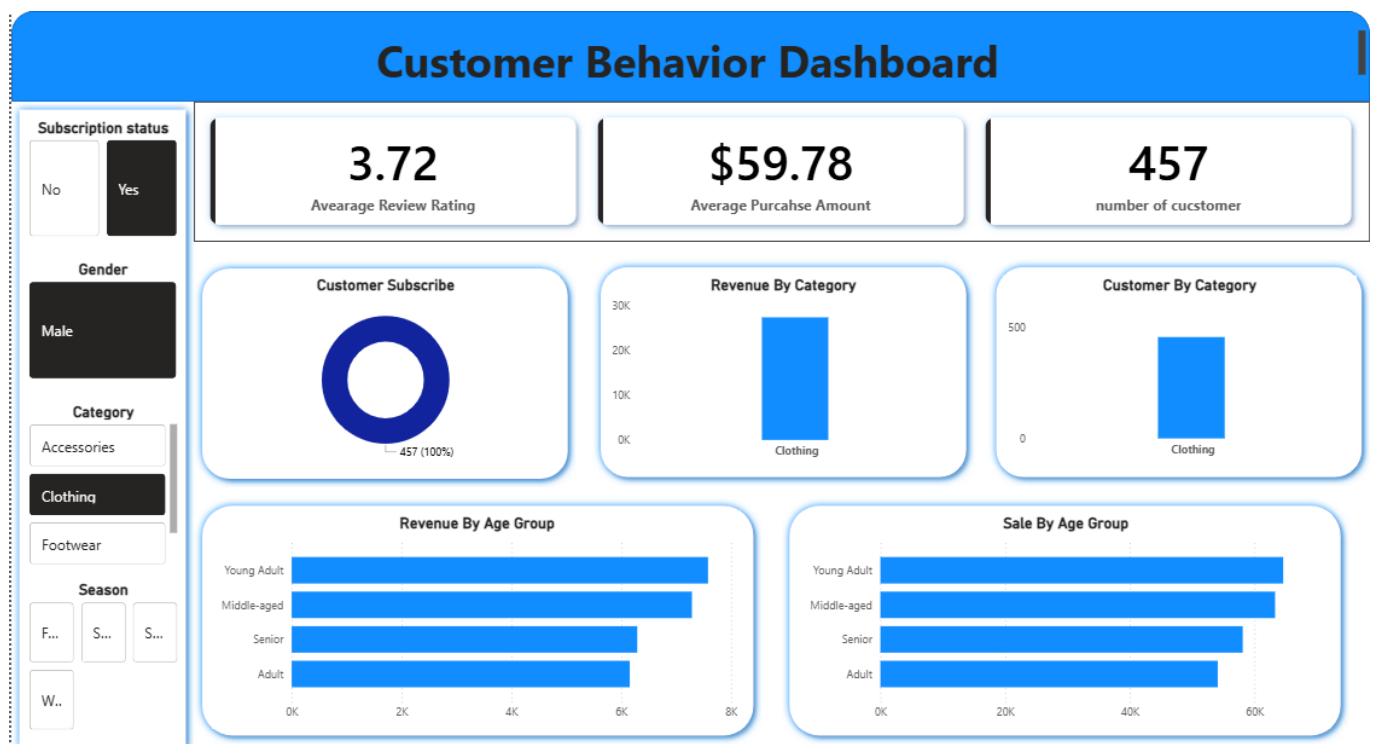 Customer Behavior Dashboard
Subscription status
No
Yes
Gender
Male
Category
Accessories
Clothing
Footwear
Season
F...
S...
S...
W..
3.72
Avearage Review Rating
$59.78
Average Purcahse Amount
457
number of cucstomer
Customer Subscribe
457 (100%)
Revenue By Category
30K
20K
10K
0K
Clothing
Customer By Category
500
0
Clothing
Revenue By Age Group
Young Adult
Middle-aged
Senior
Adult
0K 2K 4K 6K 8K
Sale By Age Group
Young Adult
Middle-aged
Senior
Adult
0K 20K 40K 60K